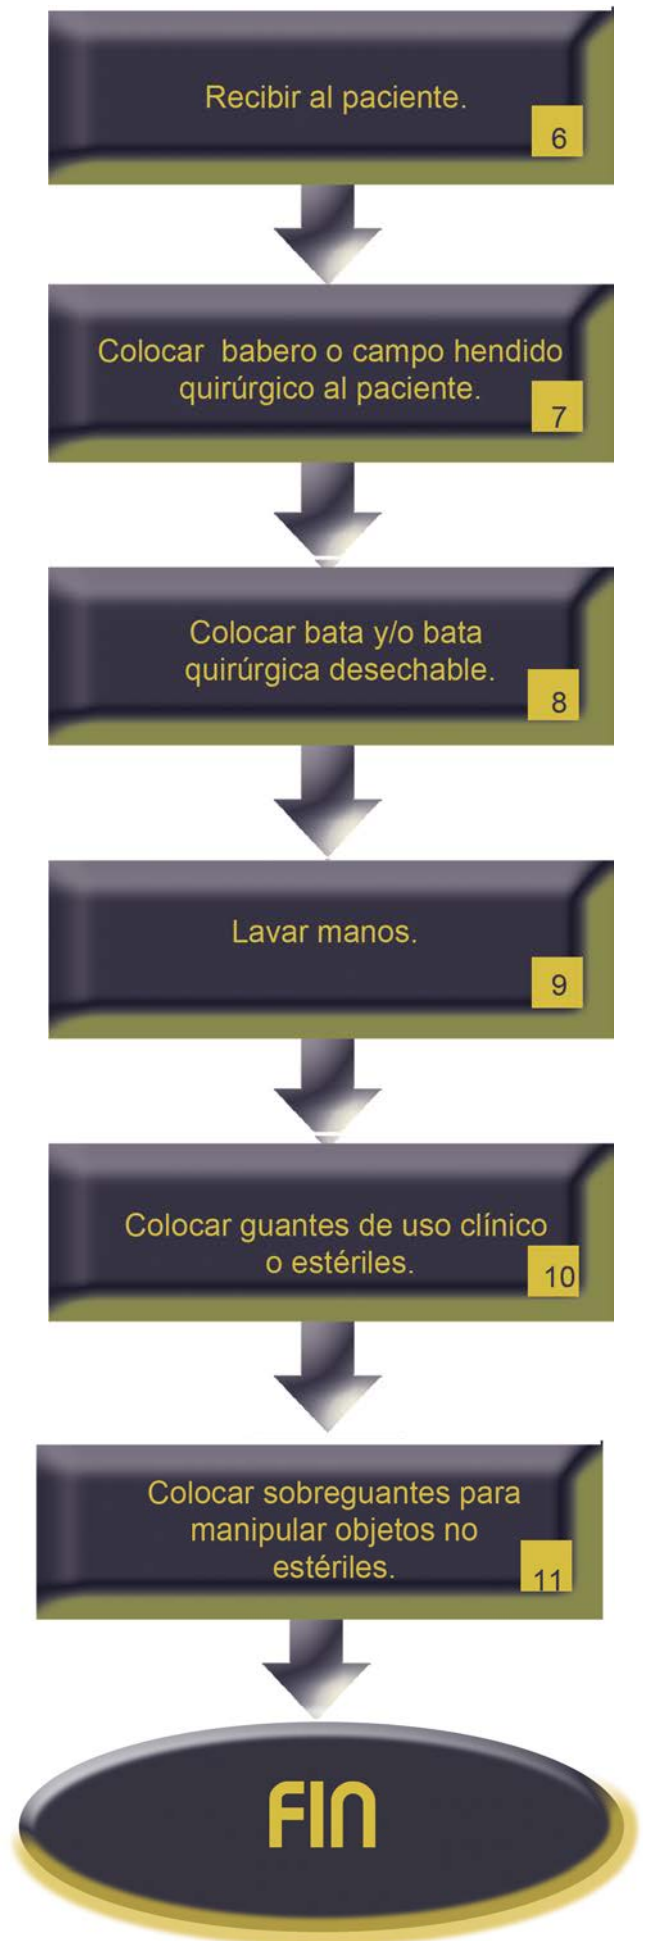 Recibir al paciente.
6
Colocar babero o campo hendido
quirúrgico al paciente.
7
Colocar bata y/o bata
quirúrgica desechable.
8
Lavar manos.
9
Colocar guantes de uso clínico
o estériles.
10
Colocar sobreguantes para
manipular objetos no
estériles.
11
FIN